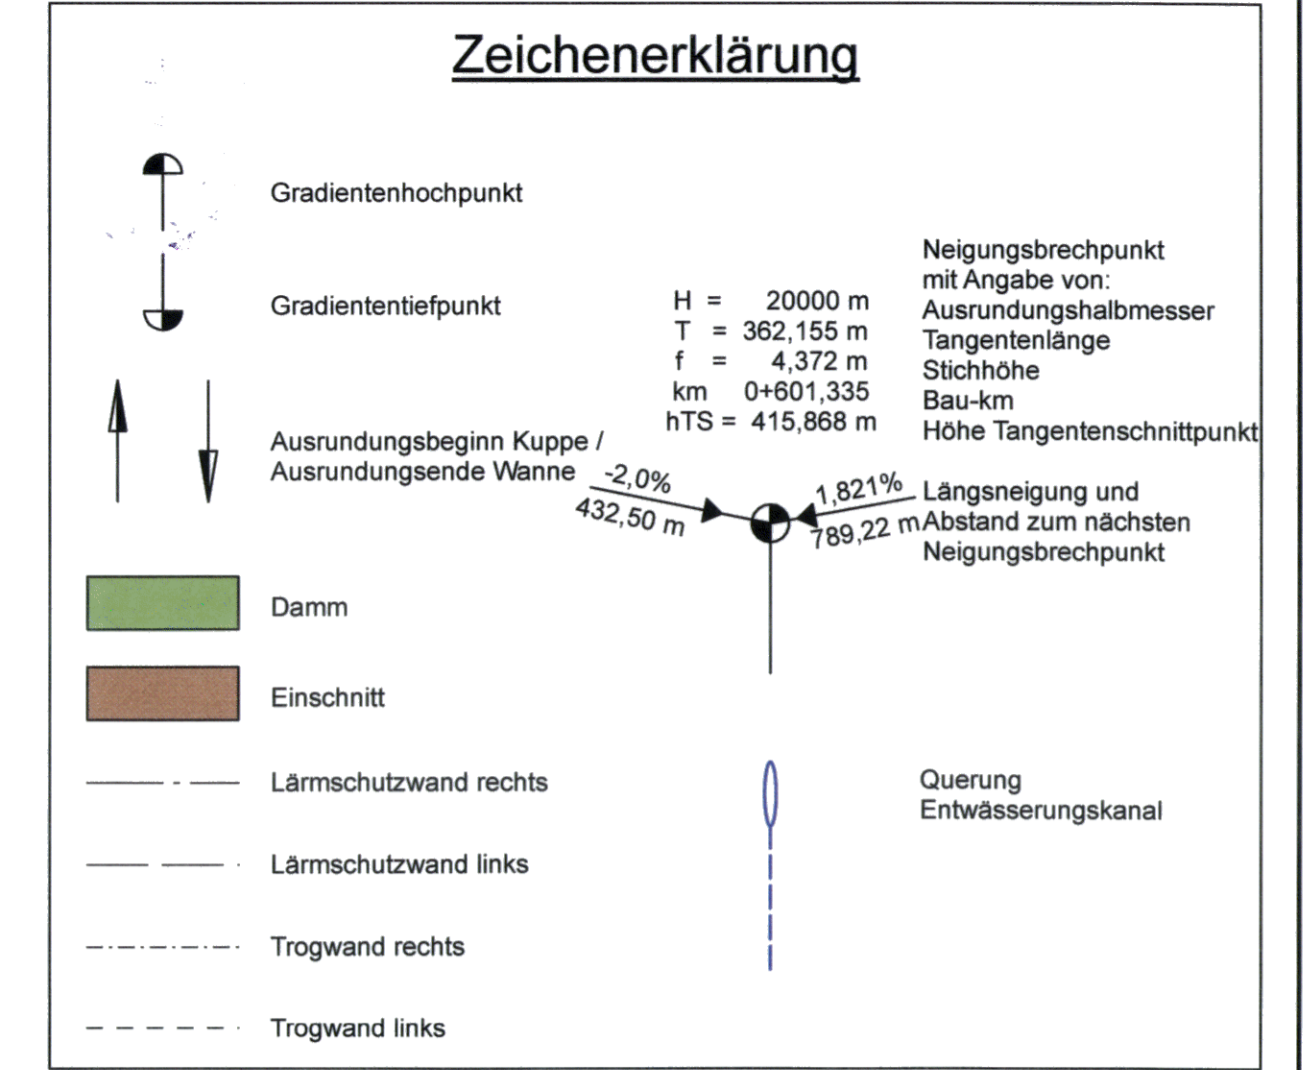 Zeichenerklärung
Gradientenhochpunkt
Gradiententiefpunkt
Ausrundungsbeginn Kuppe /
Ausrundungsende Wanne
Damm
Einschnitt
Lärmschutzwand rechts
Lärmschutzwand links
Trogwand rechts
Trogwand links
H = 20000 m
T = 362,155 m
f = 4,372 m
km 0+601,335
hTS = 415,868 m
-2,0%
432,50 m
1,821%
789,22 m
Neigungsbrechpunkt
mit Angabe von:
Ausrundungshalbmesser
Tangentenlänge
Stichhöhe
Bau-km
Höhe Tangentenschnittpunkt
Längsneigung und
Abstand zum nächsten
Neigungsbrechpunkt
Querung
Entwässerungskanal